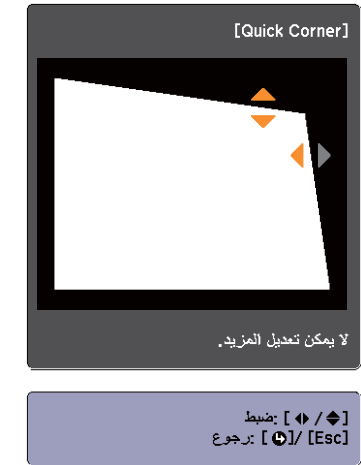 [Quick Corner]
لا يمكن تعديل المزيد.
[⬍ / ⬌] :ضبط
[Esc] /[↵] :رجوع